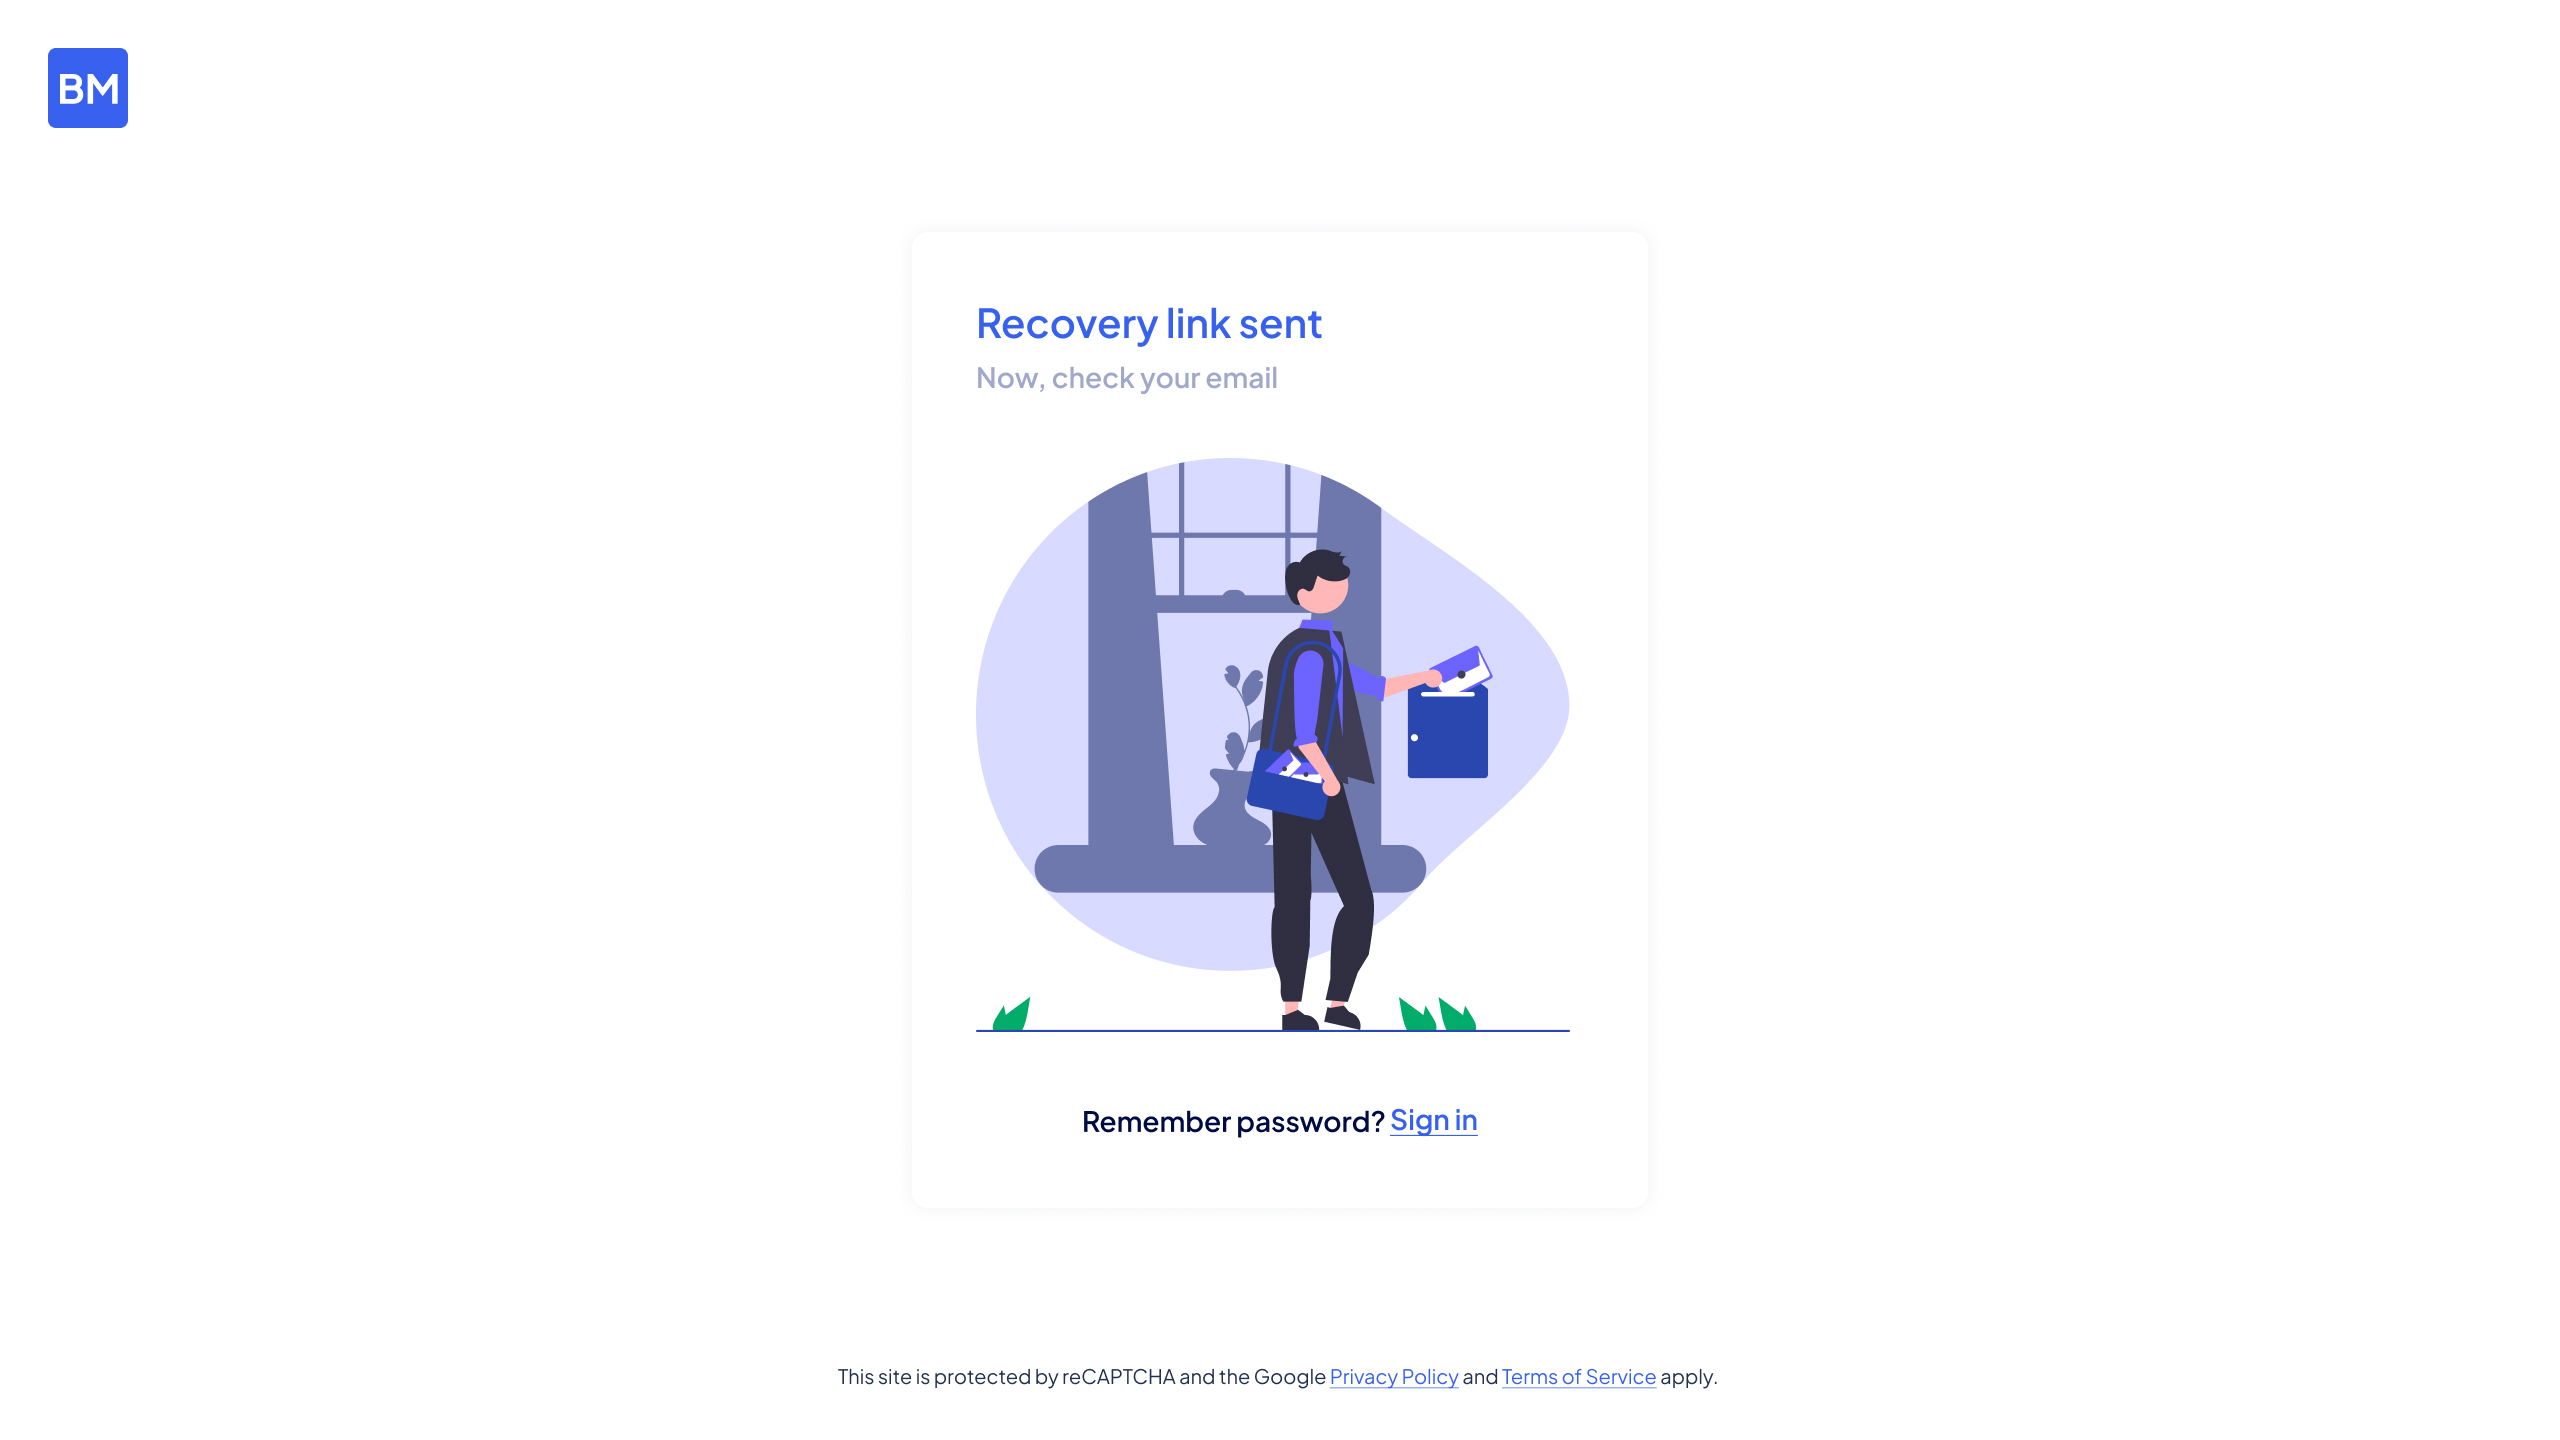 BM
Recovery link sent
Now, check your email
Remember password? Sign in
This site is protected by reCAPTCHA and the Google Privacy Policy and Terms of Service apply.